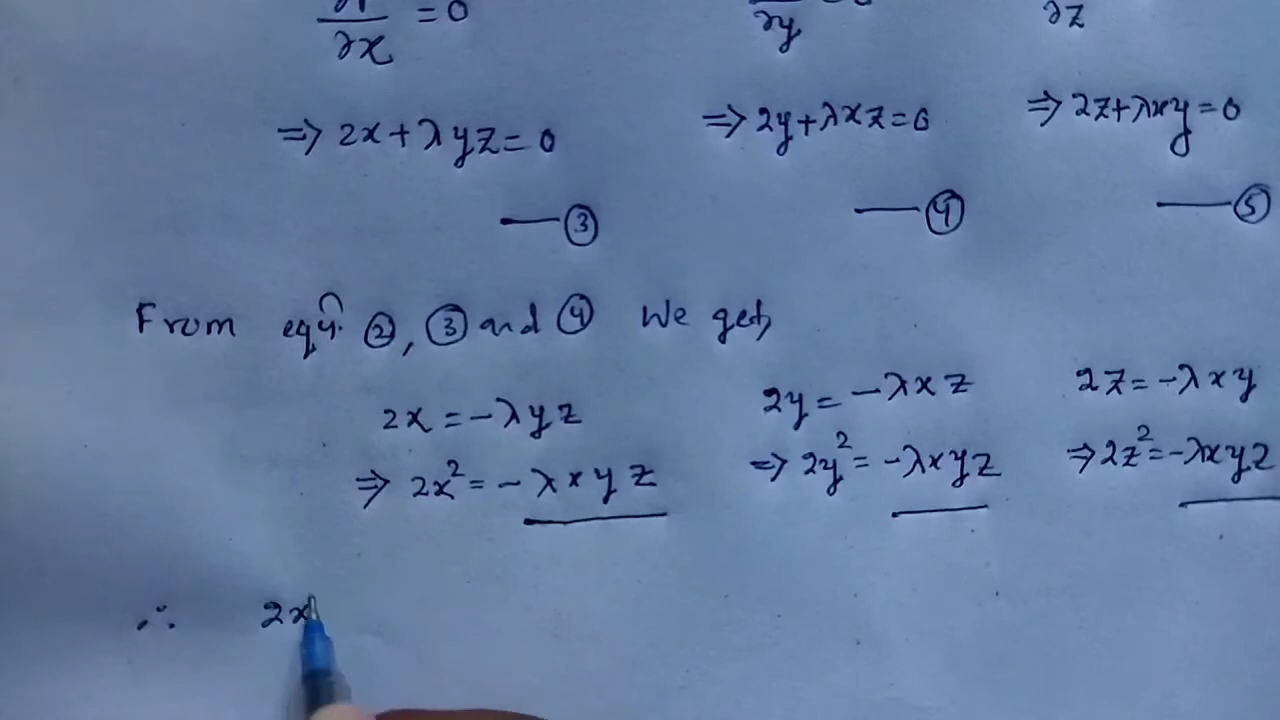 ∂x = 0 ∂y ∂z
⇒ 2x + λyz = 0 ⇒ 2y + λxz = 0 ⇒ 2z + λxy = 0
— ③ — ④ — ⑤
From eqn. ②, ③ and ④ We get,
2x = -λyz 2y = -λxz 2z = -λxy
⇒ 2x² = -λxyz ⇒ 2y² = -λxyz ⇒ 2z² = -λxyz
∴ 2x